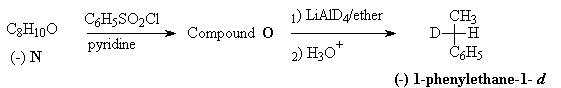 C8H10O
(-) N
C6H5SO2Cl
pyridine
Compound O
1) LiAlD4/ether
2) H3O+
CH3
D H
C6H5
(-) 1-phenylethane-1- d